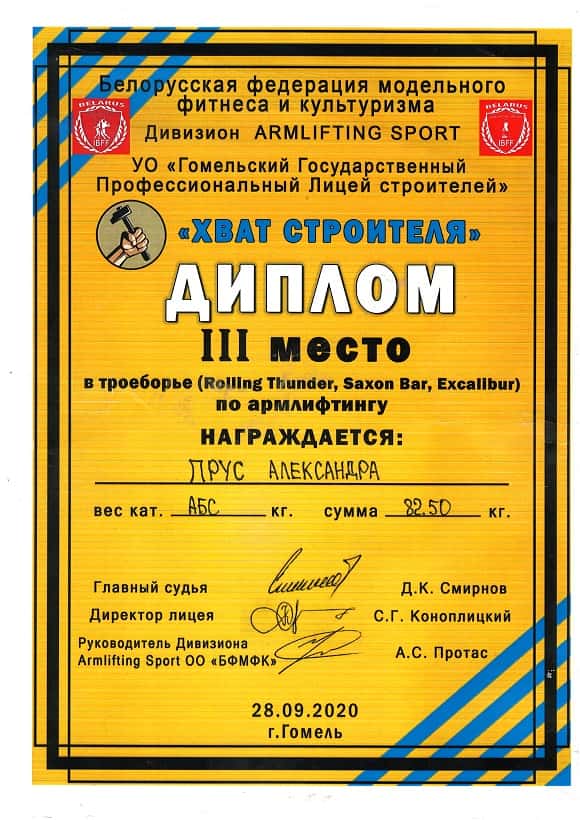 Белорусская федерация модельного
фитнеса и культуризма
BELARUS
IBFF
BELARUS
IBFF
Дивизион ARMLIFTING SPORT
УО «Гомельский Государственный
Профессиональный Лицей строителей»
«ХВАТ СТРОИТЕЛЯ»
ДИПЛОМ
III место
в троеборье (Rolling Thunder, Saxon Bar, Excalibur)
по армлифтингу
НАГРАЖДАЕТСЯ:
ПРУС АЛЕКСАНДРА
вес кат. АБС кг. сумма 82.50 кг.
Главный судья Д.К. Смирнов
Директор лицея С.Г. Коноплицкий
Руководитель Дивизиона
Armlifting Sport ОО «БФМФК» А.С. Протас
28.09.2020
г.Гомель